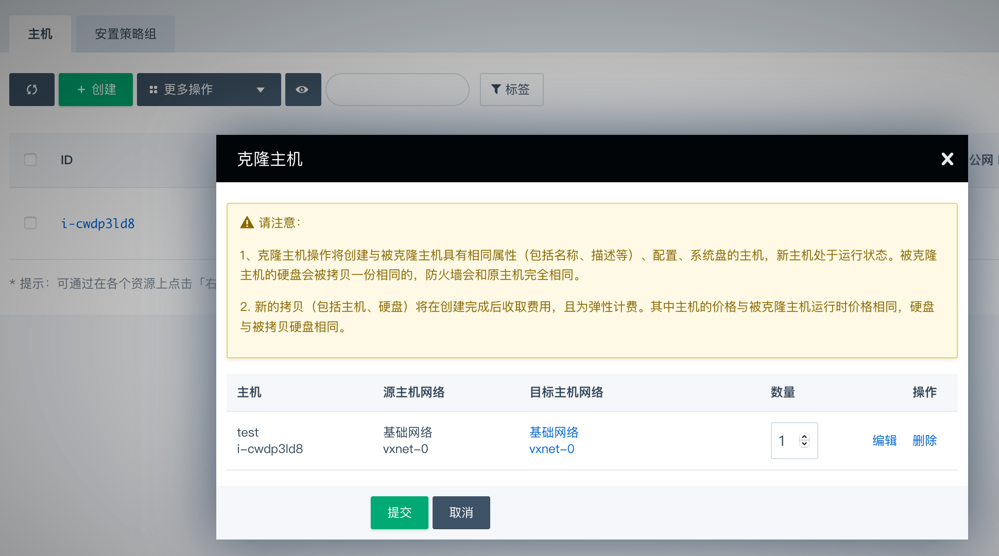 主机
安置策略组
+ 创建
更多操作
标签
ID
公网
i-cwdp3ld8
* 提示：可通过在各个资源上点击「右
克隆主机
请注意：
1、克隆主机操作将创建与被克隆主机具有相同属性（包括名称、描述等）、配置、系统盘的主机，新主机处于运行状态。被克隆
主机的硬盘会被拷贝一份相同的，防火墙会和原主机完全相同。
2. 新的拷贝（包括主机、硬盘）将在创建完成后收取费用，且为弹性计费。其中主机的价格与被克隆主机运行时价格相同，硬盘
与被拷贝硬盘相同。
主机 源主机网络 目标主机网络 数量 操作
test 基础网络 基础网络 1 编辑 删除
i-cwdp3ld8 vxnet-0 vxnet-0
提交 取消